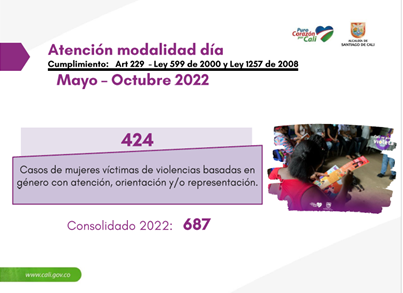 Atención modalidad día
Cumplimiento: Art 229 - Ley 599 de 2000 y Ley 1257 de 2008
Mayo – Octubre 2022
Puro
Corazón
por Cali
ALCALDÍA DE
SANTIAGO DE CALI
424
Casos de mujeres víctimas de violencias basadas en
género con atención, orientación y/o representación.
Consolidado 2022: 687
www.cali.gov.co